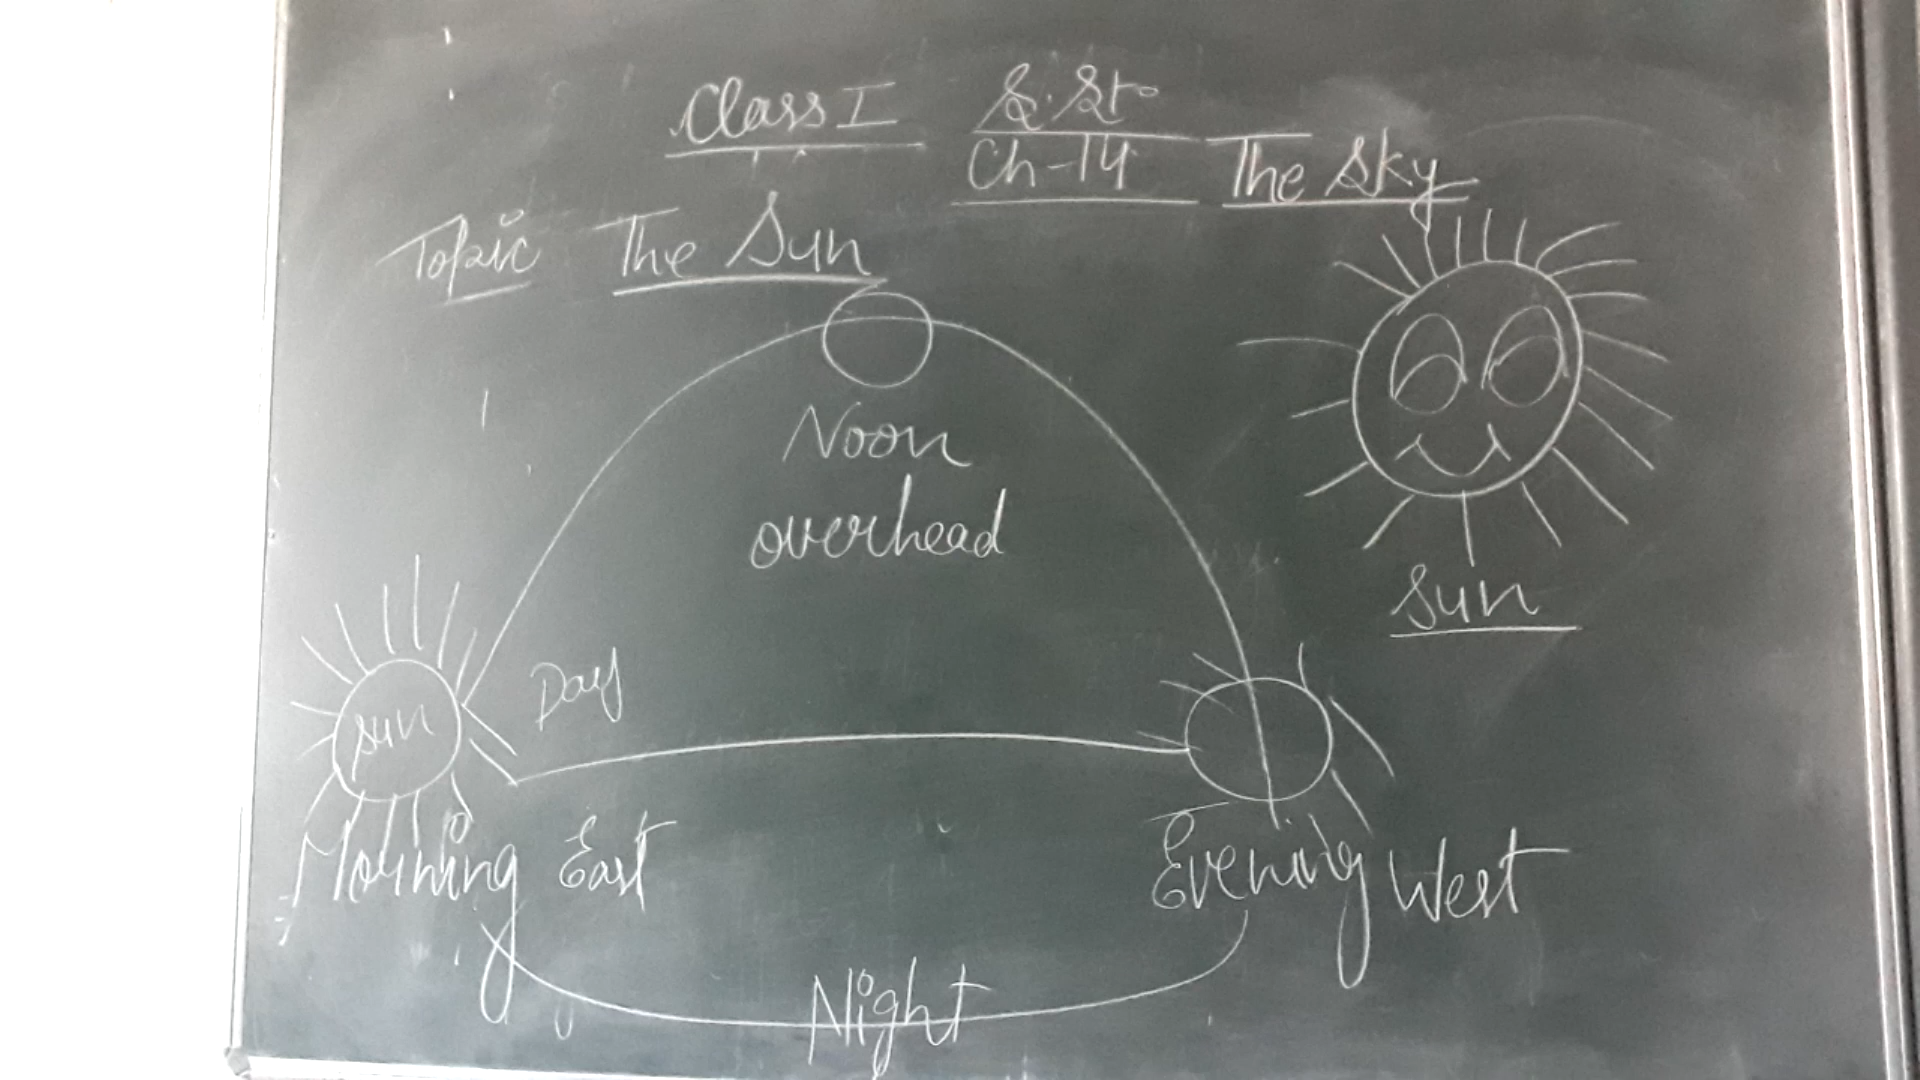 Class I S.St.
Ch-14 The Sky
Topic The Sun
Noon
overhead
Sun
Day
sun
Morning East
Evening West
Night